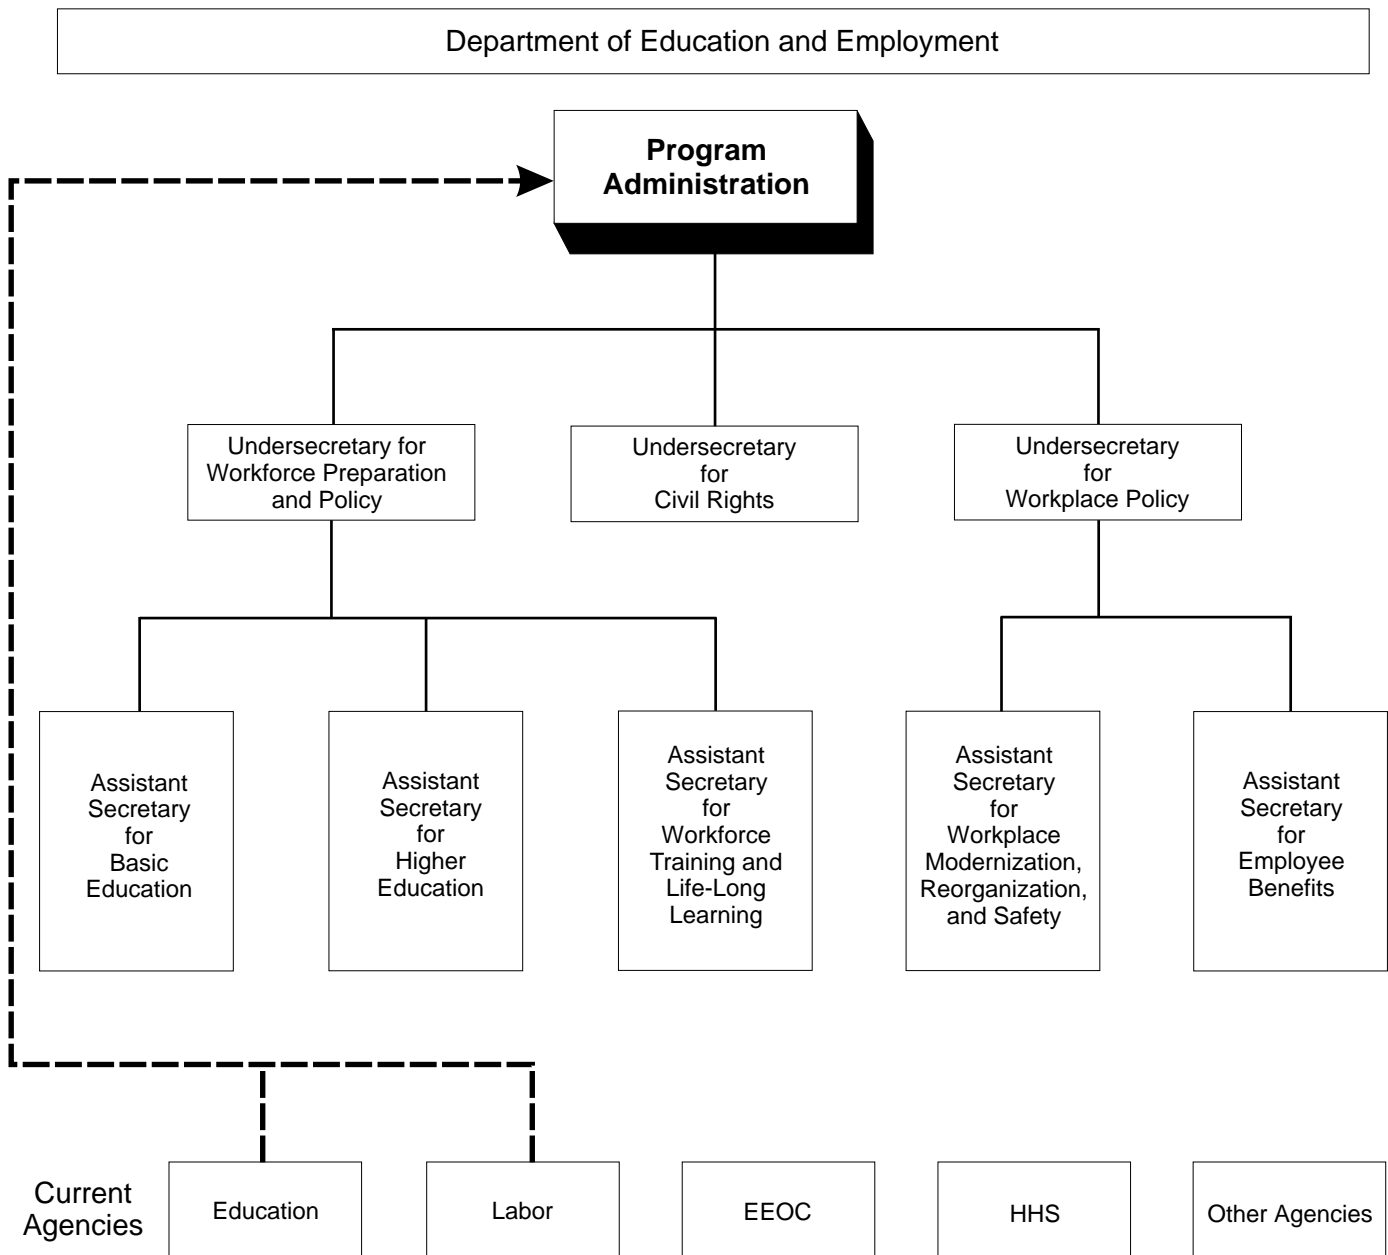 Department of Education and Employment
Program
Administration
Undersecretary for
Workforce Preparation
and Policy
Undersecretary
for
Civil Rights
Undersecretary
for
Workplace Policy
Assistant
Secretary
for
Basic
Education
Assistant
Secretary
for
Higher
Education
Assistant
Secretary
for
Workforce
Training and
Life-Long
Learning
Assistant
Secretary
for
Workplace
Modernization,
Reorganization,
and Safety
Assistant
Secretary
for
Employee
Benefits
Current
Agencies
Education
Labor
EEOC
HHS
Other Agencies